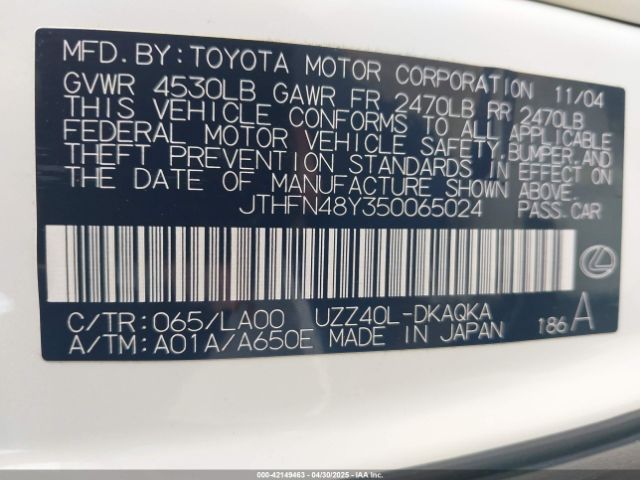 MFD.BY:TOYOTA MOTOR CORPORATION 11/04
GVWR 4530LB GAWR FR 2470LB RR 2470LB
THIS VEHICLE CONFORMS TO ALL APPLICABLE
FEDERAL MOTOR VEHICLE SAFETY,BUMPER,AND
THEFT PREVENTION STANDARDS IN EFFECT ON
THE DATE OF MANUFACTURE SHOWN ABOVE.
JTHFN48Y350065024 PASS.CAR
C/TR:065/LA00 UZZ40L-DKAQKA 186 A
A/TM:A01A/A650E MADE IN JAPAN
000-42149463 - 04/30/2025 - IAA Inc.